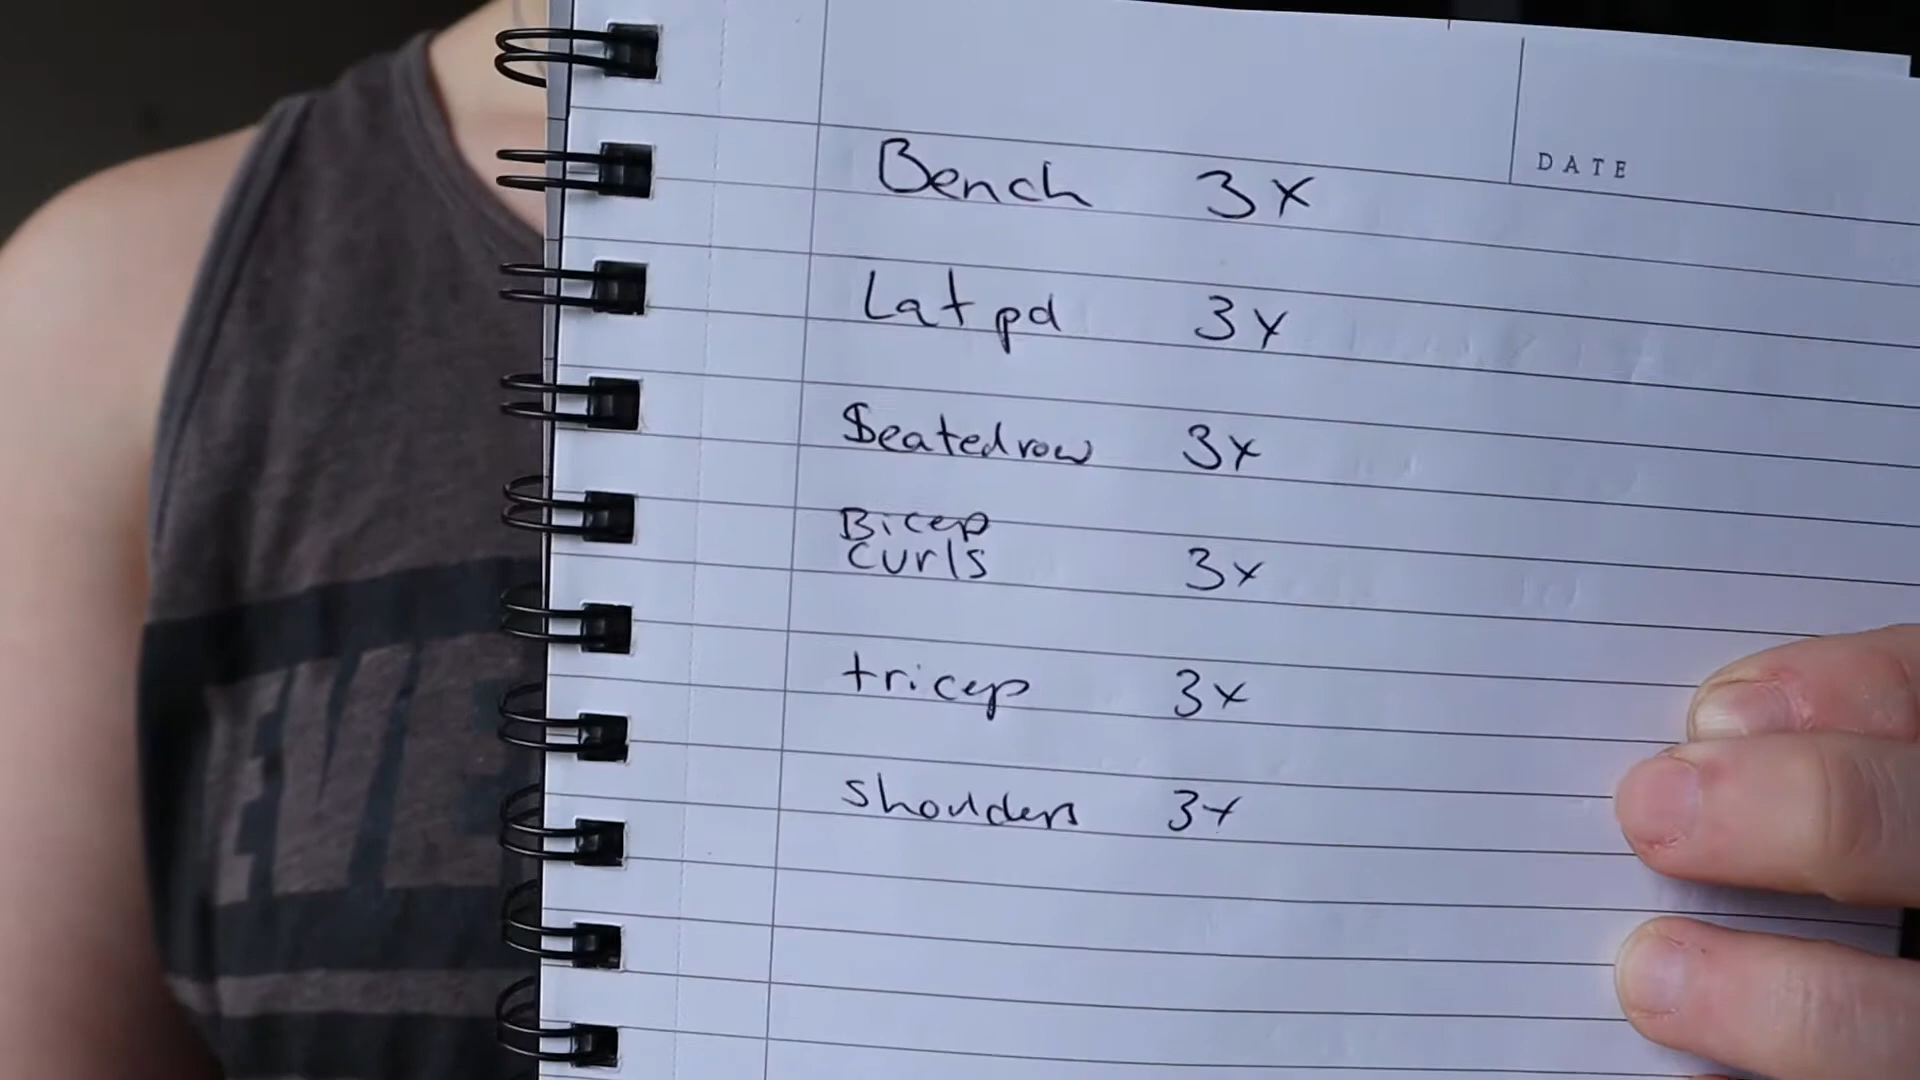 DATE
Bench 3x
Lat pd 3x
Seatedrow 3x
Bicep
curls 3x
tricep 3x
shoulders 3x